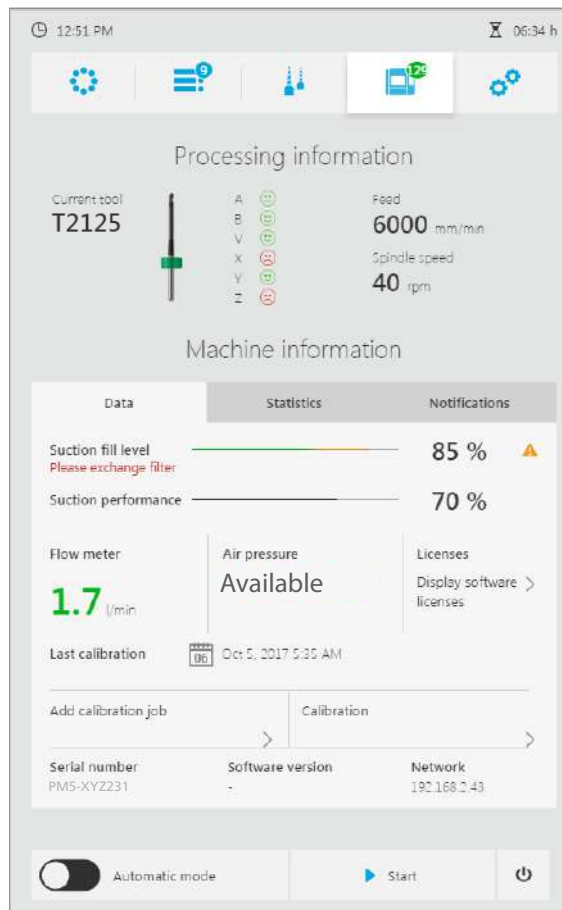 12:51 PM
06:34 h
9
129
Processing information
Current tool
T2125
A
B
V
X
Y
Z
Feed
6000 mm/min
Spindle speed
40 rpm
Machine information
Data
Statistics
Notifications
Suction fill level
Please exchange filter
85 %
Suction performance
70 %
Flow meter
1.7 l/min
Air pressure
Available
Licenses
Display software
licenses
Last calibration
06
Oct 5, 2017 5:35 AM
Add calibration job
Calibration
Serial number
PM5-XYZ231
Software version
-
Network
192.168.2.43
Automatic mode
Start